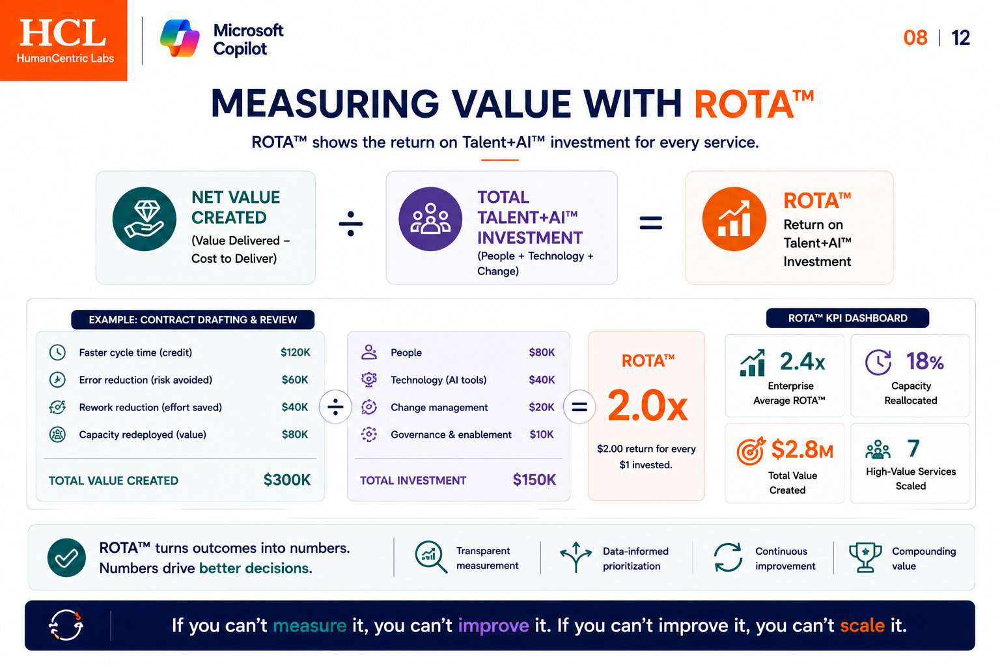 HCL
HumanCentric Labs
Microsoft
Copilot
08 | 12
MEASURING VALUE WITH ROTA™
ROTA™ shows the return on Talent+AI™ investment for every service.
NET VALUE
CREATED
(Value Delivered –
Cost to Deliver)
÷
TOTAL
TALENT+AI™
INVESTMENT
(People + Technology +
Change)
=
ROTA™
Return on
Talent+AI™
Investment
EXAMPLE: CONTRACT DRAFTING & REVIEW
Faster cycle time (credit) $120K
Error reduction (risk avoided) $60K
Rework reduction (effort saved) $40K
Capacity redeployed (value) $80K
TOTAL VALUE CREATED $300K
÷
People $80K
Technology (AI tools) $40K
Change management $20K
Governance & enablement $10K
TOTAL INVESTMENT $150K
=
ROTA™
2.0x
$2.00 return for every
$1 invested.
ROTA™ KPI DASHBOARD
2.4x
Enterprise
Average ROTA™
18%
Capacity
Reallocated
$2.8M
Total Value
Created
7
High-Value Services
Scaled
ROTA™ turns outcomes into numbers.
Numbers drive better decisions.
Transparent
measurement
Data-informed
prioritization
Continuous
improvement
Compounding
value
If you can't measure it, you can't improve it. If you can't improve it, you can't scale it.